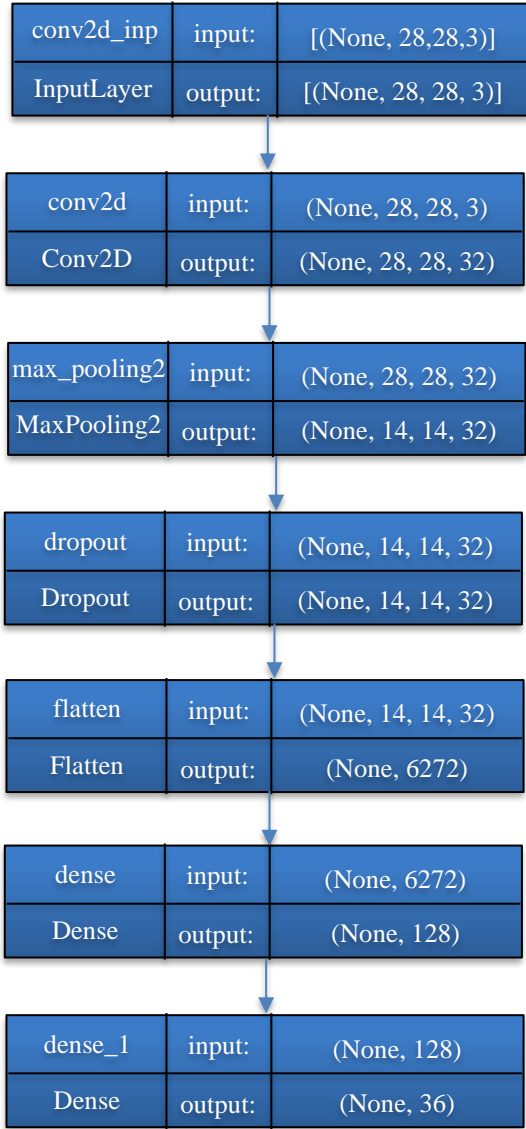 conv2d_inp input: [(None, 28,28,3)]
InputLayer output: [(None, 28, 28, 3)]
conv2d input: (None, 28, 28, 3)
Conv2D output: (None, 28, 28, 32)
max_pooling2 input: (None, 28, 28, 32)
MaxPooling2 output: (None, 14, 14, 32)
dropout input: (None, 14, 14, 32)
Dropout output: (None, 14, 14, 32)
flatten input: (None, 14, 14, 32)
Flatten output: (None, 6272)
dense input: (None, 6272)
Dense output: (None, 128)
dense_1 input: (None, 128)
Dense output: (None, 36)